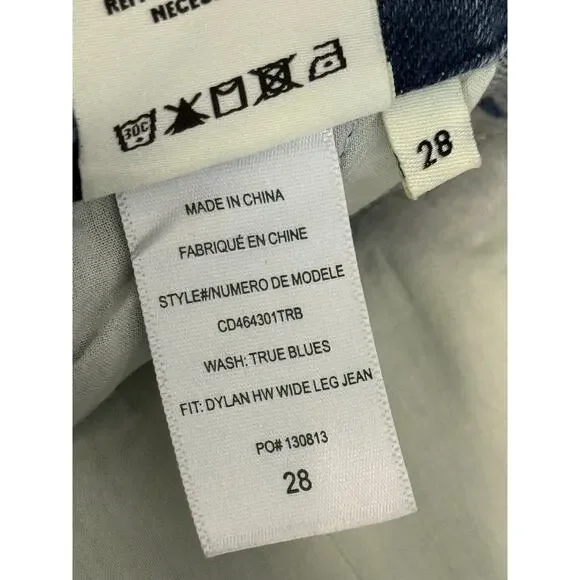 NECES
30C
28
MADE IN CHINA
FABRIQUÉ EN CHINE
STYLE#/NUMERO DE MODELE
CD464301TRB
WASH: TRUE BLUES
FIT: DYLAN HW WIDE LEG JEAN
PO# 130813
28